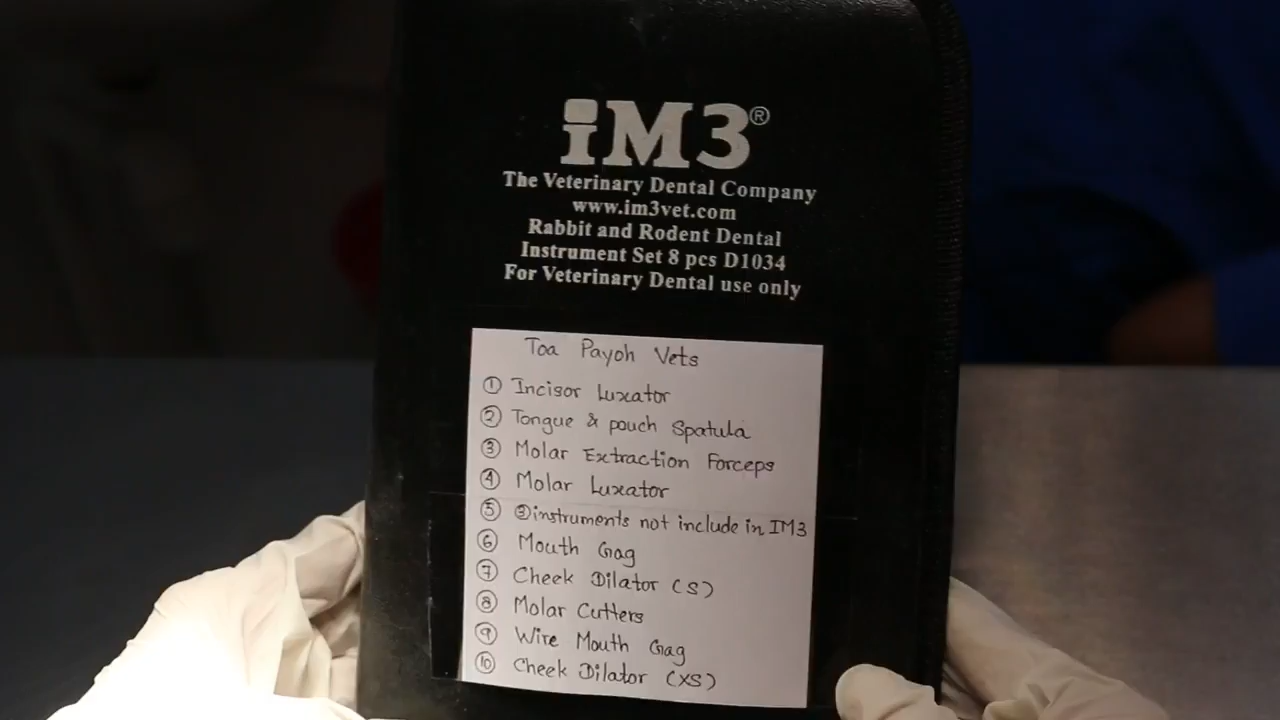 iM3®
The Veterinary Dental Company
www.im3vet.com
Rabbit and Rodent Dental
Instrument Set 8 pcs D1034
For Veterinary Dental use only
Toa Payoh Vets
① Incisor Luxator
② Tongue & pouch Spatula
③ Molar Extraction Forceps
④ Molar Luxator
⑤ ③instruments not include in IM3
⑥ Mouth Gag
⑦ Cheek Dilator (S)
⑧ Molar Cutters
⑨ Wire Mouth Gag
⑩ Cheek Dilator (XS)